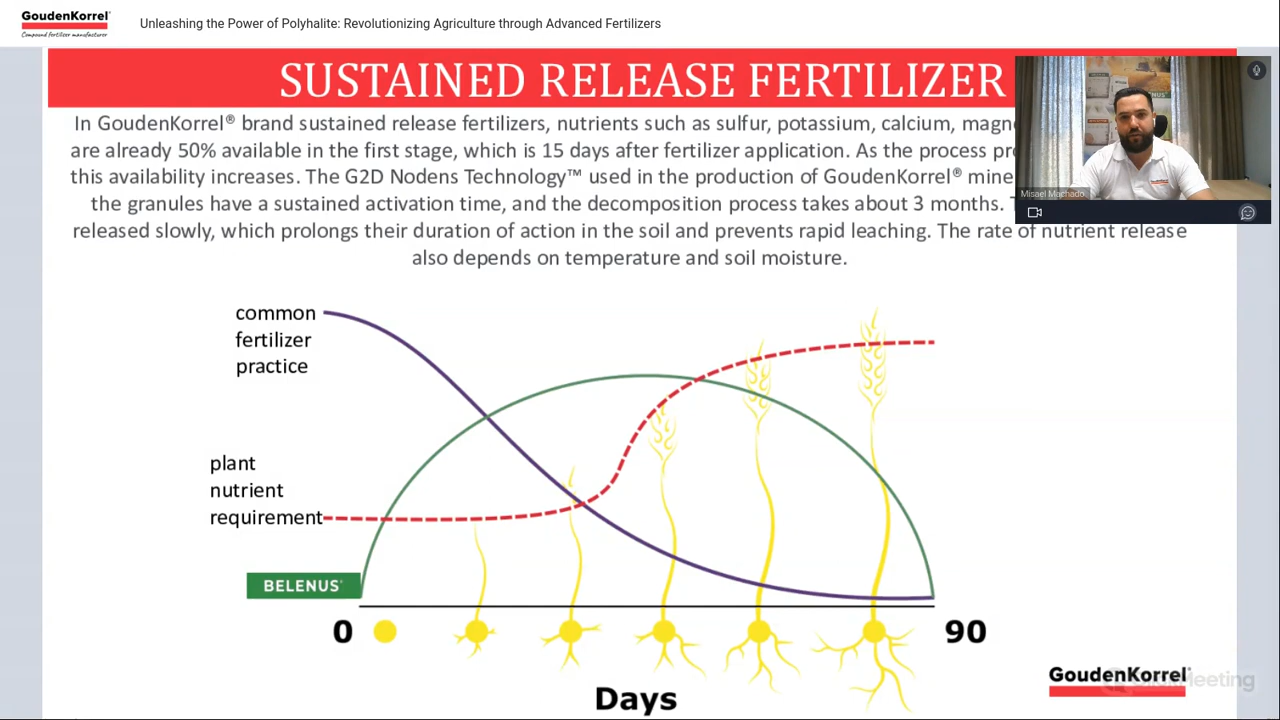 GoudenKorrel®
Compound fertilizer manufacturer
Unleashing the Power of Polyhalite: Revolutionizing Agriculture through Advanced Fertilizers
SUSTAINED RELEASE FERTILIZER
In GoudenKorrel® brand sustained release fertilizers, nutrients such as sulfur, potassium, calcium, magne
are already 50% available in the first stage, which is 15 days after fertilizer application. As the process pro
this availability increases. The G2D Nodens Technology™ used in the production of GoudenKorrel® mine
the granules have a sustained activation time, and the decomposition process takes about 3 months. T
released slowly, which prolongs their duration of action in the soil and prevents rapid leaching. The rate of nutrient release
also depends on temperature and soil moisture.
Misael Machado
common
fertilizer
practice
plant
nutrient
requirement
BELENUS®
0
90
Days
GoudenKorrel®